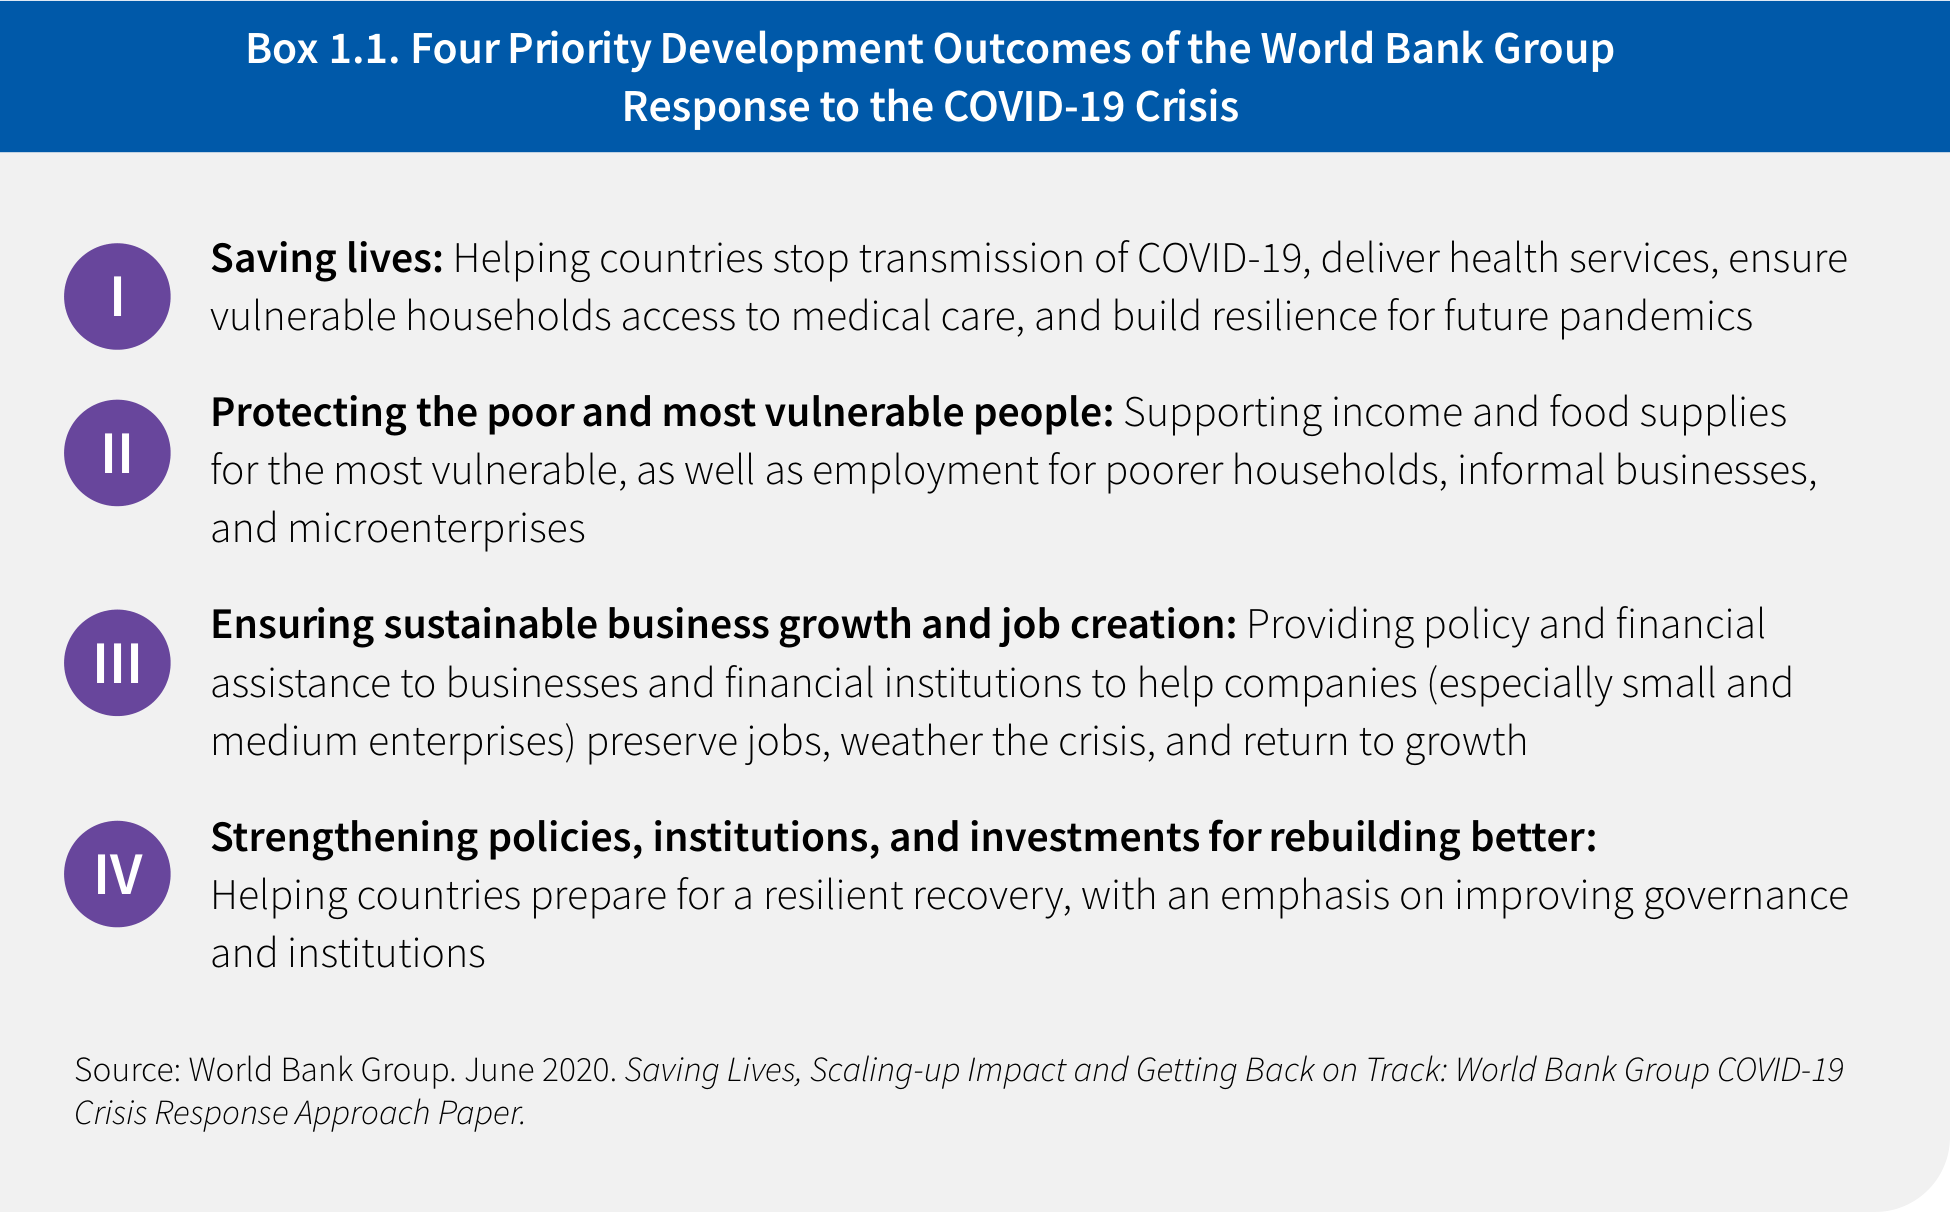 Box 1.1. Four Priority Development Outcomes of the World Bank Group
Response to the COVID-19 Crisis
I
Saving lives: Helping countries stop transmission of COVID-19, deliver health services, ensure
vulnerable households access to medical care, and build resilience for future pandemics
II
Protecting the poor and most vulnerable people: Supporting income and food supplies
for the most vulnerable, as well as employment for poorer households, informal businesses,
and microenterprises
III
Ensuring sustainable business growth and job creation: Providing policy and financial
assistance to businesses and financial institutions to help companies (especially small and
medium enterprises) preserve jobs, weather the crisis, and return to growth
IV
Strengthening policies, institutions, and investments for rebuilding better:
Helping countries prepare for a resilient recovery, with an emphasis on improving governance
and institutions
Source: World Bank Group. June 2020. Saving Lives, Scaling-up Impact and Getting Back on Track: World Bank Group COVID-19
Crisis Response Approach Paper.